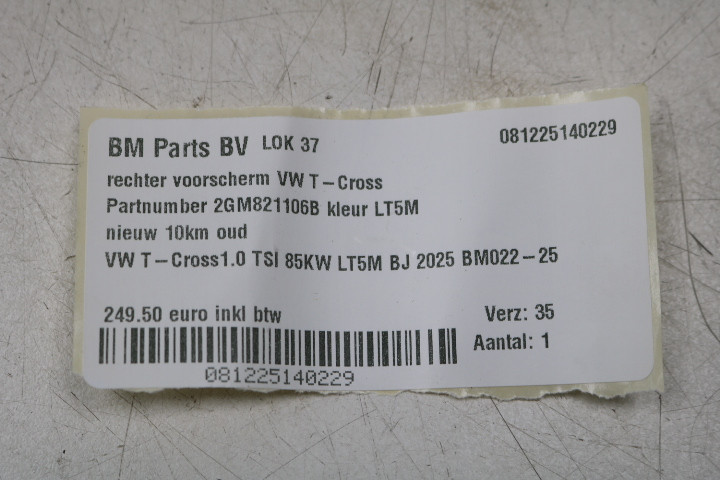 BM Parts BV LOK 37 081225140229
rechter voorscherm VW T-Cross
Partnumber 2GM821106B kleur LT5M
nieuw 10km oud
VW T-Cross1.0 TSI 85KW LT5M BJ 2025 BM022-25
249.50 euro inkl btw Verz: 35
Aantal: 1
081225140229